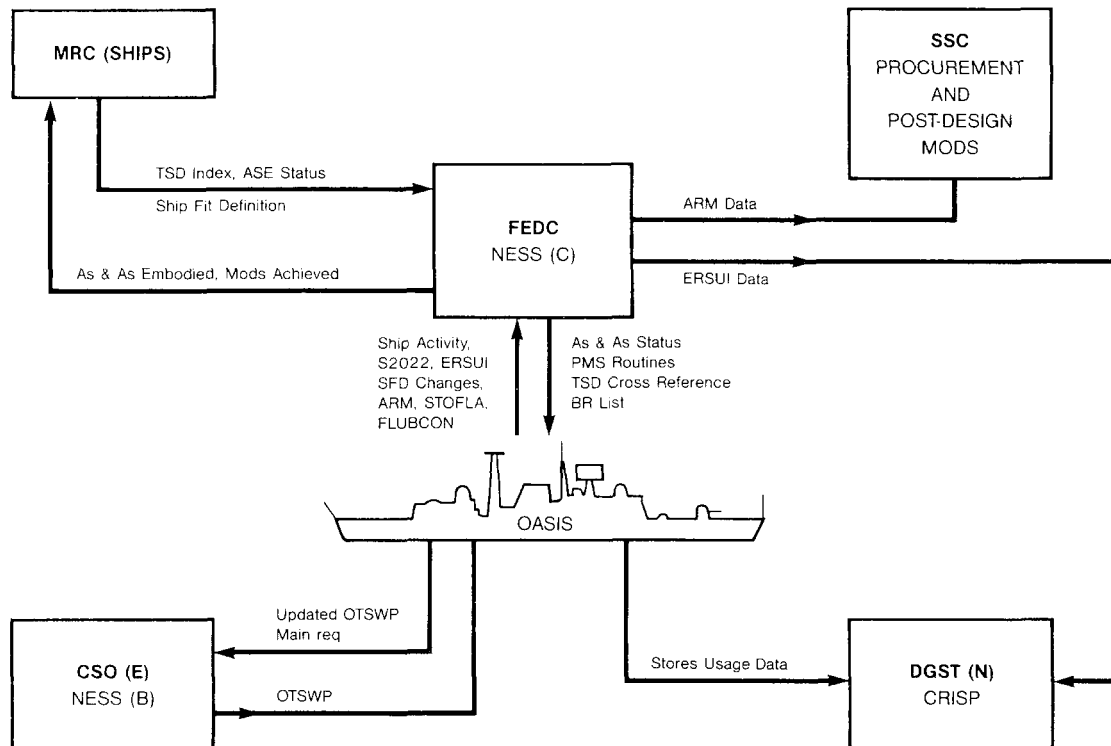 MRC (SHIPS)
SSC
PROCUREMENT
AND
POST-DESIGN
MODS
TSD Index, ASE Status
Ship Fit Definition
As & As Embodied, Mods Achieved
FEDC
NESS (C)
ARM Data
ERSUI Data
Ship Activity,
S2022, ERSUI
SFD Changes,
ARM, STOFLA,
FLUBCON
As & As Status
PMS Routines
TSD Cross Reference
BR List
OASIS
Updated OTSWP
Main req
CSO (E)
NESS (B)
OTSWP
Stores Usage Data
DGST (N)
CRISP